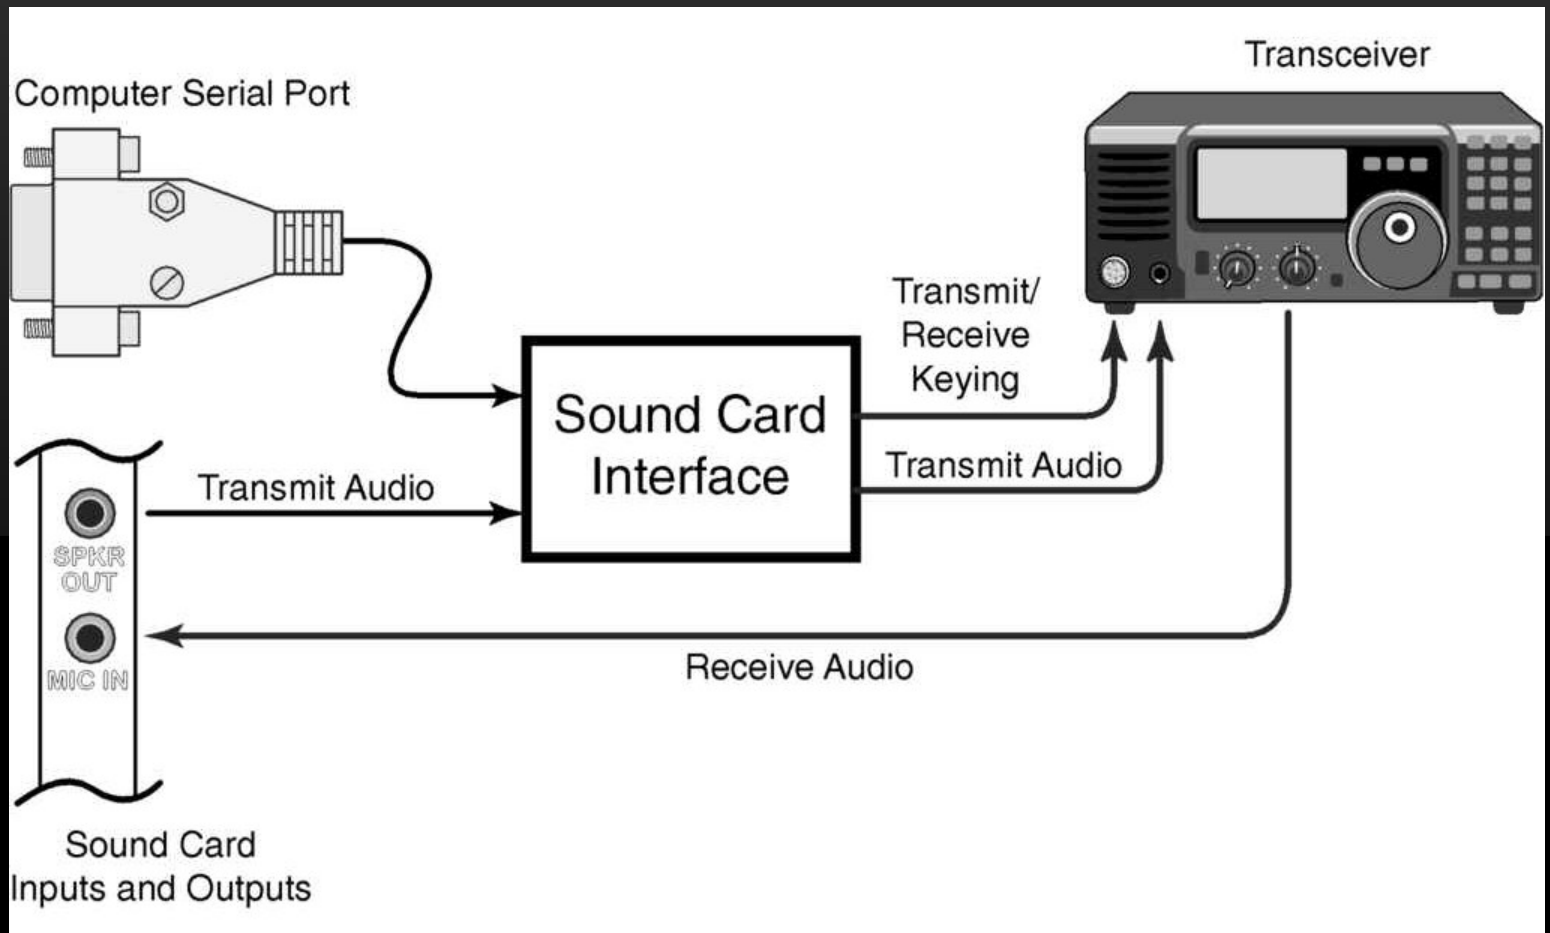 Transceiver
Computer Serial Port
Transmit/
Receive
Keying
Sound Card
Interface
Transmit Audio
Transmit Audio
SPKR
OUT
MIC IN
Receive Audio
Sound Card
Inputs and Outputs